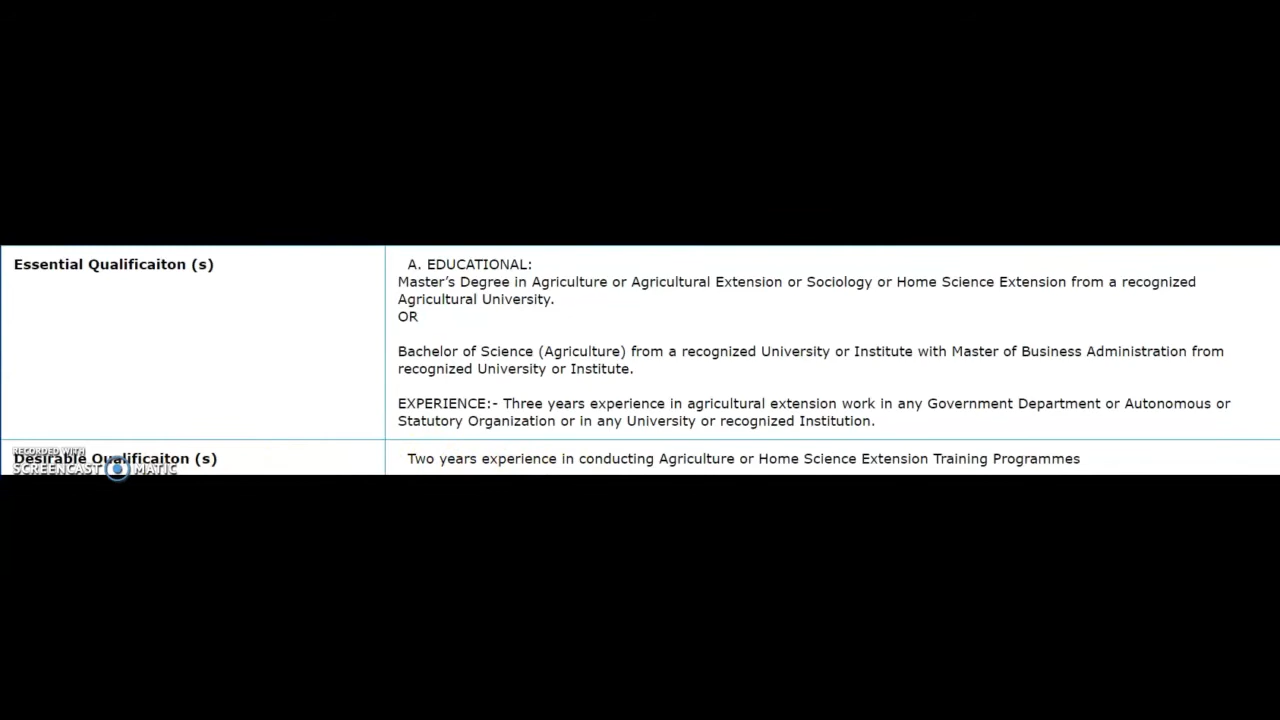 Essential Qualificaiton (s)
A. EDUCATIONAL:
Master’s Degree in Agriculture or Agricultural Extension or Sociology or Home Science Extension from a recognized
Agricultural University.
OR
Bachelor of Science (Agriculture) from a recognized University or Institute with Master of Business Administration from
recognized University or Institute.
EXPERIENCE:- Three years experience in agricultural extension work in any Government Department or Autonomous or
Statutory Organization or in any University or recognized Institution.
Desirable Qualificaiton (s)
Two years experience in conducting Agriculture or Home Science Extension Training Programmes
RECORDED WITH
SCREENCAST MATIC